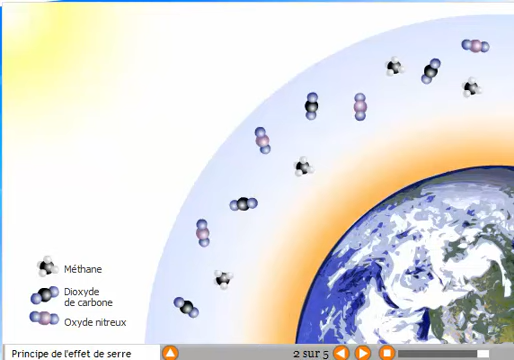 Méthane
Dioxyde
de carbone
Oxyde nitreux
Principe de l'effet de serre
2 sur 5